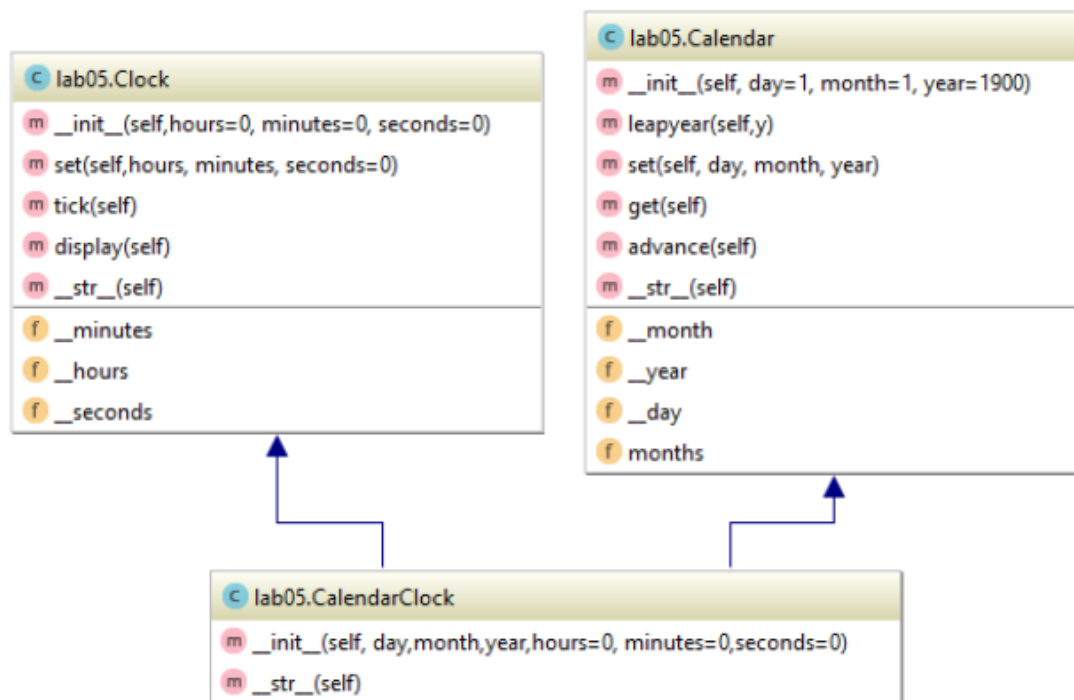 C lab05.Clock
m __init__(self,hours=0, minutes=0, seconds=0)
m set(self,hours, minutes, seconds=0)
m tick(self)
m display(self)
m __str__(self)
f __minutes
f __hours
f __seconds
C lab05.Calendar
m __init__(self, day=1, month=1, year=1900)
m leapyear(self,y)
m set(self, day, month, year)
m get(self)
m advance(self)
m __str__(self)
f __month
f __year
f __day
f months
C lab05.CalendarClock
m __init__(self, day,month,year,hours=0, minutes=0,seconds=0)
m __str__(self)